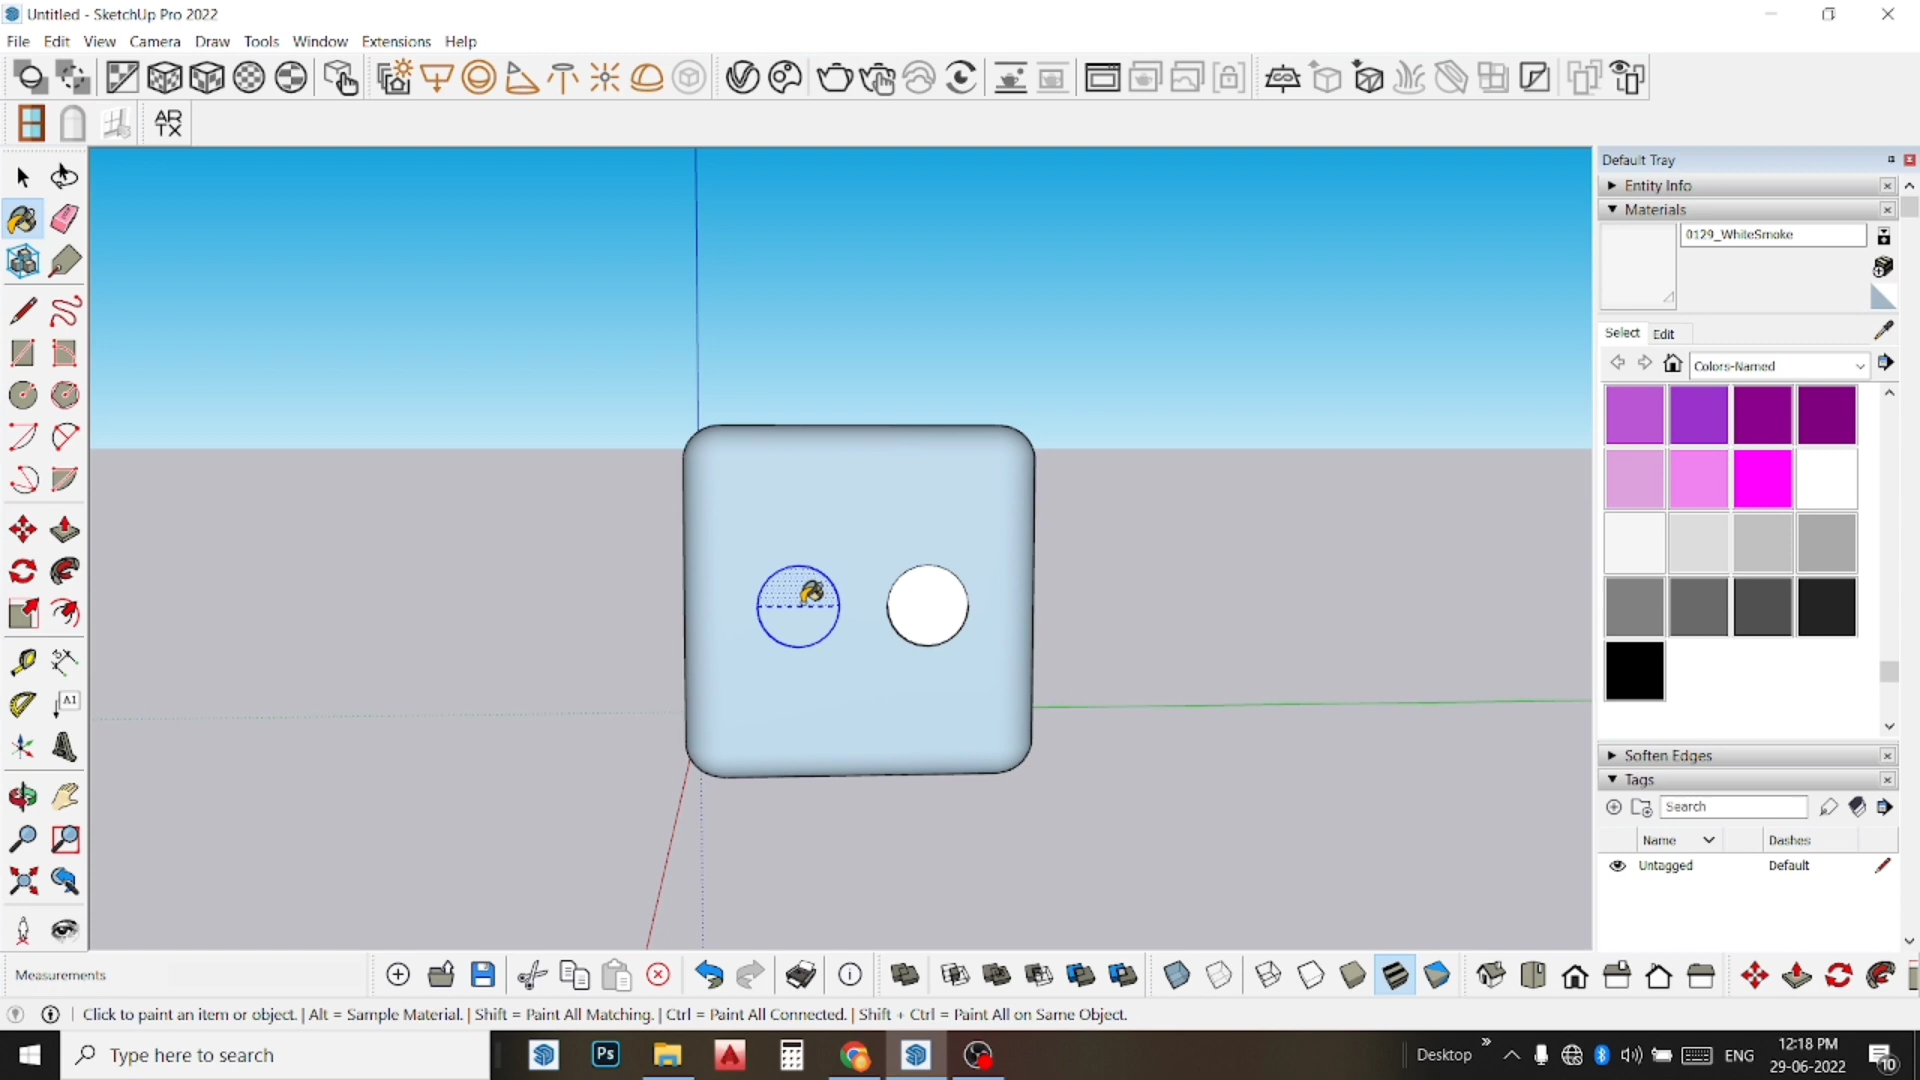 Untitled - SketchUp Pro 2022
File Edit View Camera Draw Tools Window Extensions Help
AR
TX
Default Tray
Entity Info
Materials
0129_WhiteSmoke
Select Edit
Colors-Named
A1
Soften Edges
Tags
Search
Name Dashes
Untagged Default
Measurements
Click to paint an item or object. | Alt = Sample Material. | Shift = Paint All Matching. | Ctrl = Paint All Connected. | Shift + Ctrl = Paint All on Same Object.
Type here to search
Ps
Desktop
ENG
12:18 PM
29-06-2022
10